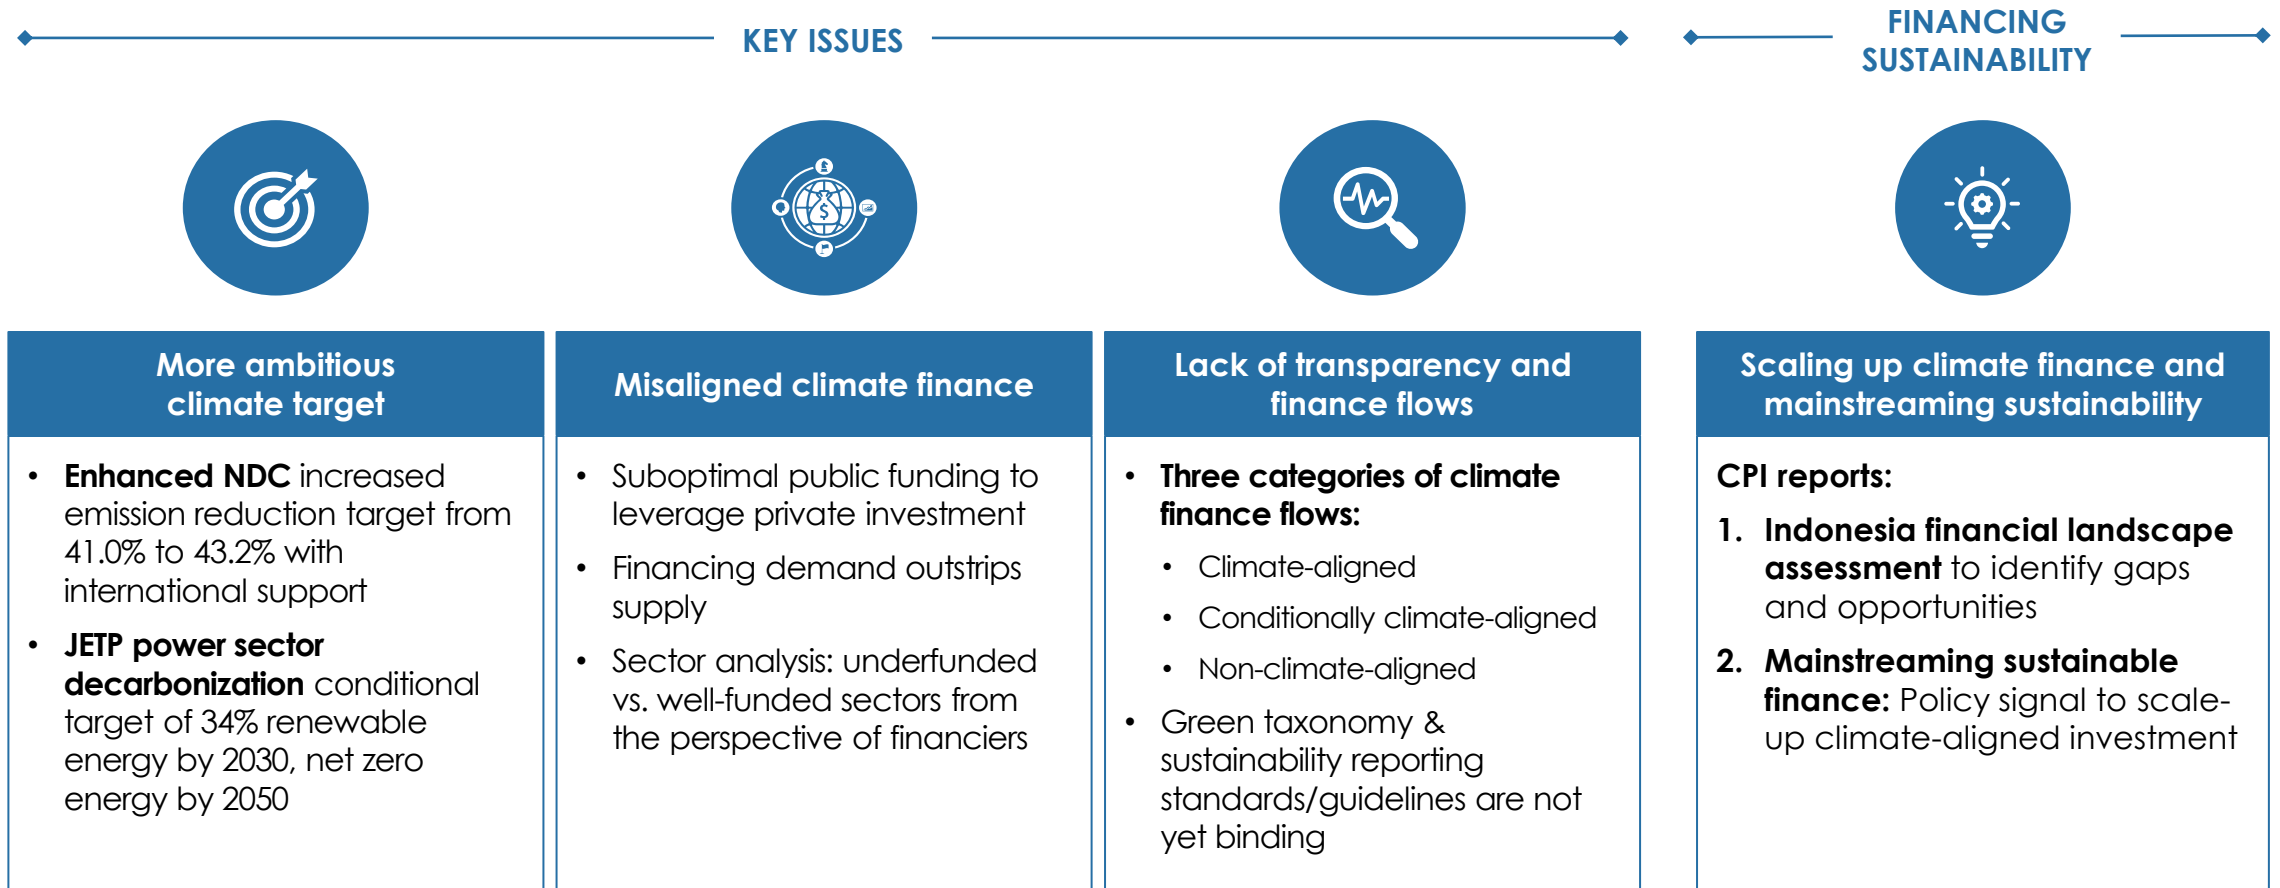 KEY ISSUES
FINANCING
SUSTAINABILITY
More ambitious
climate target
• Enhanced NDC increased
emission reduction target from
41.0% to 43.2% with
international support
• JETP power sector
decarbonization conditional
target of 34% renewable
energy by 2030, net zero
energy by 2050
Misaligned climate finance
• Suboptimal public funding to
leverage private investment
• Financing demand outstrips
supply
• Sector analysis: underfunded
vs. well-funded sectors from
the perspective of financiers
Lack of transparency and
finance flows
• Three categories of climate
finance flows:
• Climate-aligned
• Conditionally climate-aligned
• Non-climate-aligned
• Green taxonomy &
sustainability reporting
standards/guidelines are not
yet binding
Scaling up climate finance and
mainstreaming sustainability
CPI reports:
1. Indonesia financial landscape
assessment to identify gaps
and opportunities
2. Mainstreaming sustainable
finance: Policy signal to scale-
up climate-aligned investment